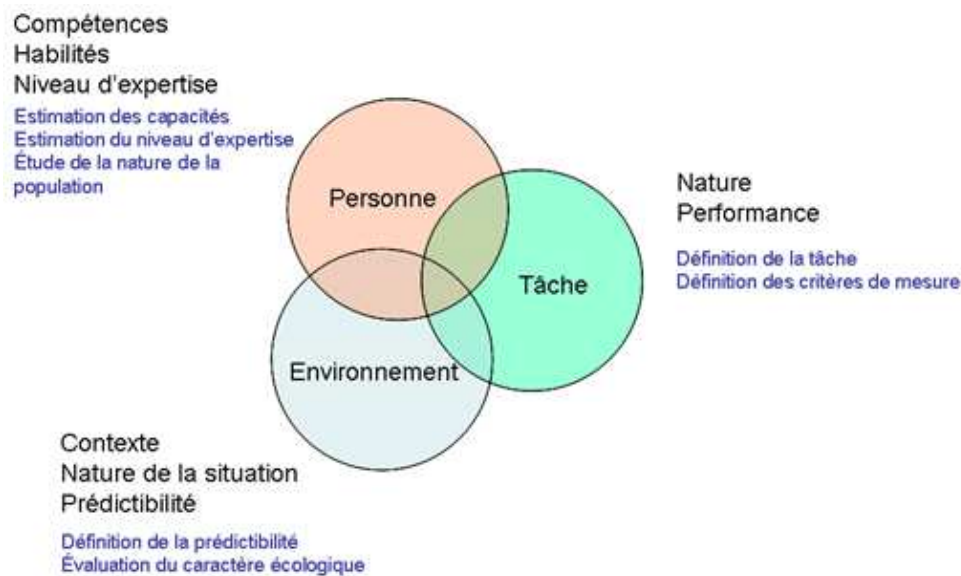 Compétences
Habilités
Niveau d'expertise
Estimation des capacités
Estimation du niveau d'expertise
Étude de la nature de la
population
Personne
Nature
Performance
Définition de la tâche
Définition des critères de mesure
Tâche
Environnement
Contexte
Nature de la situation
Prédictibilité
Définition de la prédictibilité
Évaluation du caractère écologique